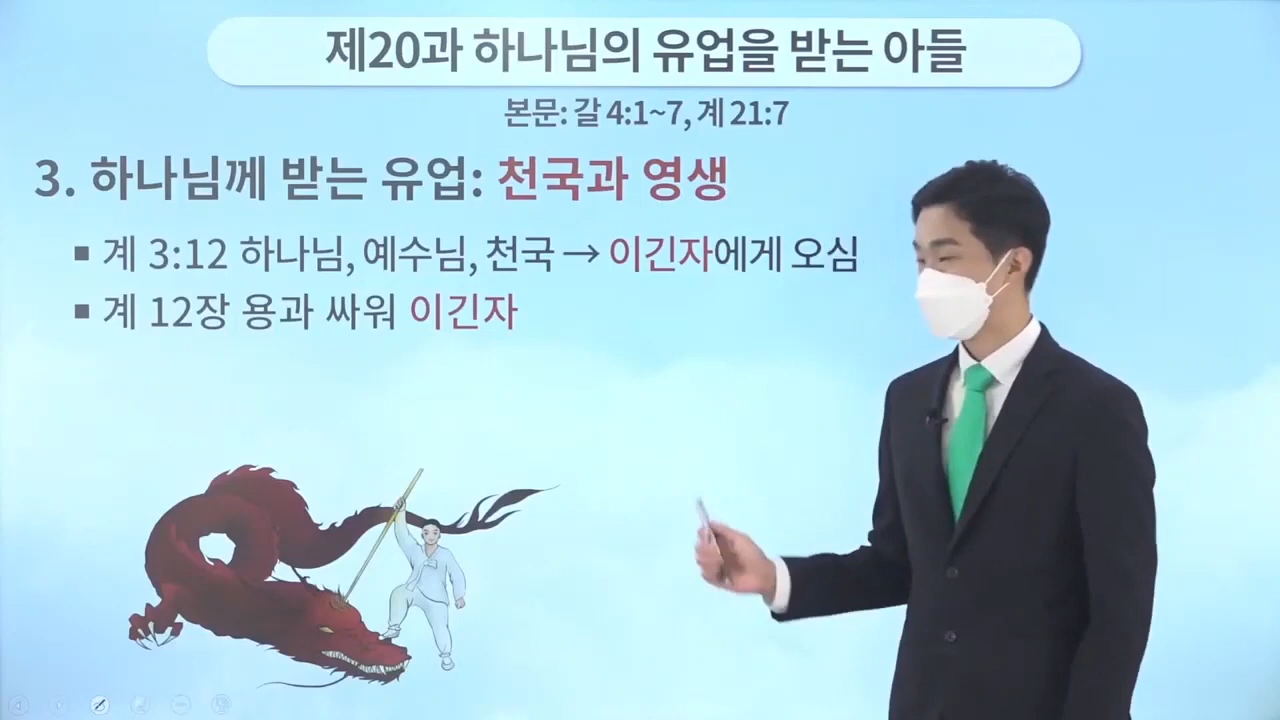 제20과 하나님의 유업을 받는 아들
본문: 갈 4:1~7, 계 21:7
3. 하나님께 받는 유업: 천국과 영생
▪ 계 3:12 하나님, 예수님, 천국 → 이긴자에게 오심
▪ 계 12장 용과 싸워 이긴자